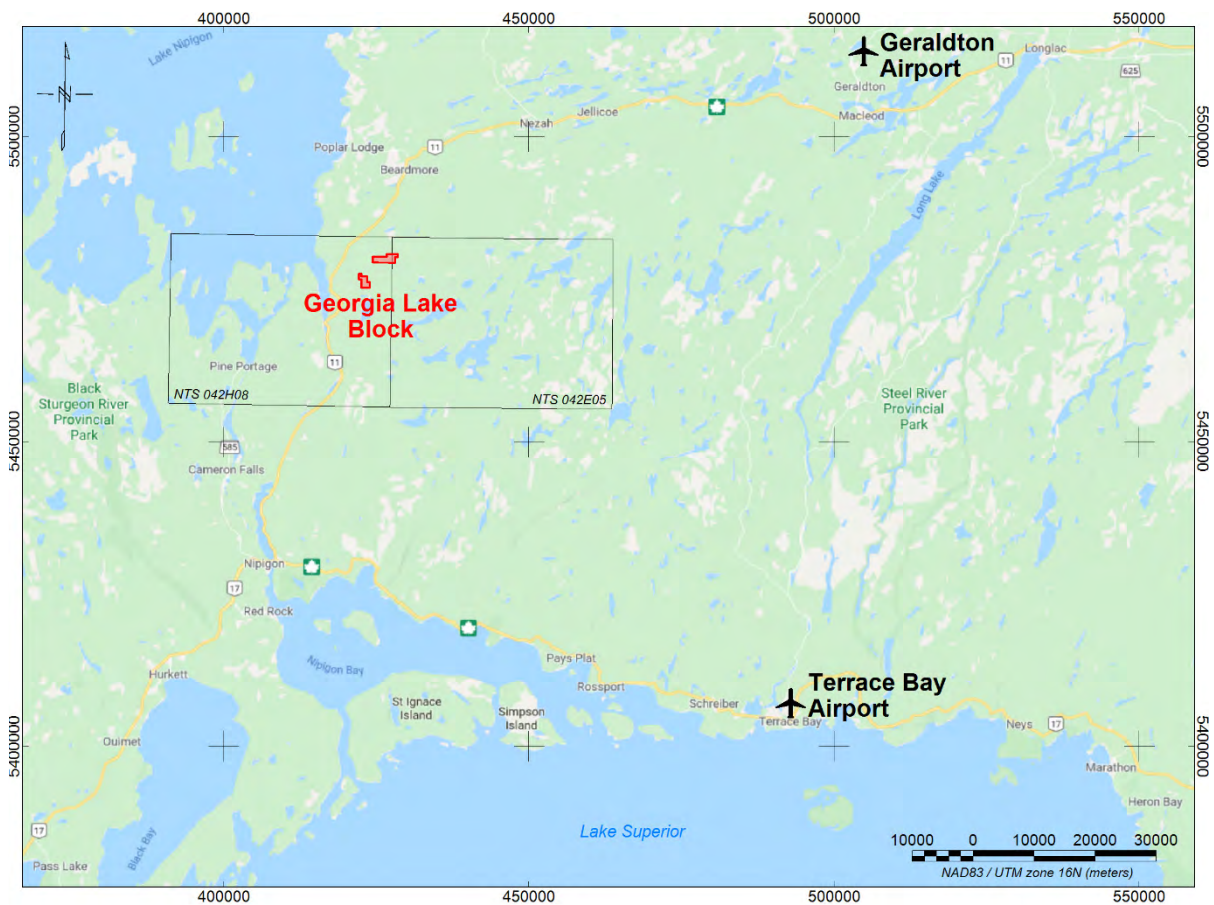 400000
450000
500000
550000
Lake Nipigon
Geraldton
Airport
Longlac
11
625
Geraldton
Macleod
Jellicoe
Nezah
5500000
5500000
Poplar Lodge
11
Beardmore
Long Lake
Georgia Lake
Block
Pine Portage
11
NTS 042H08
NTS 042E05
Black
Sturgeon River
Provincial
Park
Steel River
Provincial
Park
5450000
5450000
585
Cameron Falls
Nipigon
17
Red Rock
Nipigon Bay
Hurkett
Pays Plat
Rossport
St Ignace
Island
Simpson
Island
Schreiber
Terrace Bay
Airport
Terrace Bay
Neys
17
Ouimet
5400000
5400000
Marathon
Heron Bay
Lake Superior
17
Black Bay
Pass Lake
10000
0
10000
20000
30000
NAD83 / UTM zone 16N (meters)
400000
450000
500000
550000